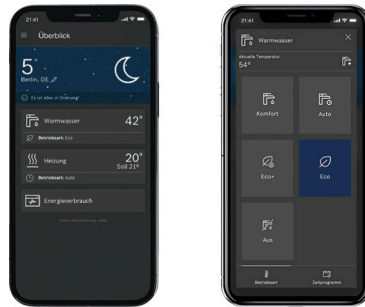 21:41
Überblick
5°
Berlin, DE
Es ist alles in Ordnung!
Warmwasser 42°
Betriebsart: Eco
Heizung 20°
Soll 21°
Betriebsart: Auto
Energieverbrauch
21:41
Warmwasser
Aktuelle Temperatur
54°
Komfort
Auto
Eco+
Eco
Aus
Betriebsart
Zeitprogramm